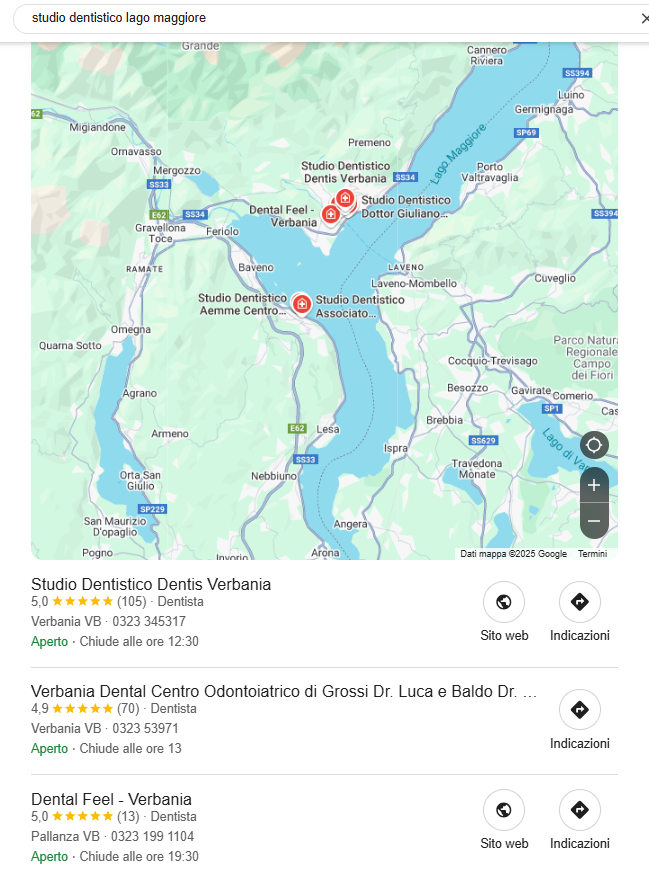 studio dentistico lago maggiore
Grande
Cannero
Riviera
SS394
Luino
62
Germignaga
Migiandone
SP69
Ornavasso
Premeno
Lago Maggiore
Mergozzo
Studio Dentistico
Dentis Verbania
SS34
Porto
Valtravaglia
SS33
Studio Dentistico
Dottor Giuliano...
E62
SS34
Dental Feel -
Verbania
SS394
Gravellona
Toce
Feriolo
RAMATE
Baveno
LAVENO
Laveno-Mombello
Cuveglio
Studio Dentistico
Aemme Centro...
Studio Dentistico
Associato...
Omegna
Quarna Sotto
Parco Natura
Regionale
Campo
dei Fiori
Cocquio-Trevisago
Agrano
Besozzo
Gavirate
Comerio
SP1
Cas
Brebbia
E62
Lesa
Armeno
SS629
Lago di Var
Ispra
SS33
Travedona
Monate
Nebbiuno
Orta San
Giulio
SP229
San Maurizio
D'opaglio
Angera
Pogno
Invorio
Arona
Dati mappa ©2025 Google
Termini
Studio Dentistico Dentis Verbania
5,0 ★★★★★ (105) · Dentista
Verbania VB · 0323 345317
Aperto · Chiude alle ore 12:30
Sito web
Indicazioni
Verbania Dental Centro Odontoiatrico di Grossi Dr. Luca e Baldo Dr. ...
4,9 ★★★★★ (70) · Dentista
Verbania VB · 0323 53971
Aperto · Chiude alle ore 13
Indicazioni
Dental Feel - Verbania
5,0 ★★★★★ (13) · Dentista
Pallanza VB · 0323 199 1104
Aperto · Chiude alle ore 19:30
Sito web
Indicazioni